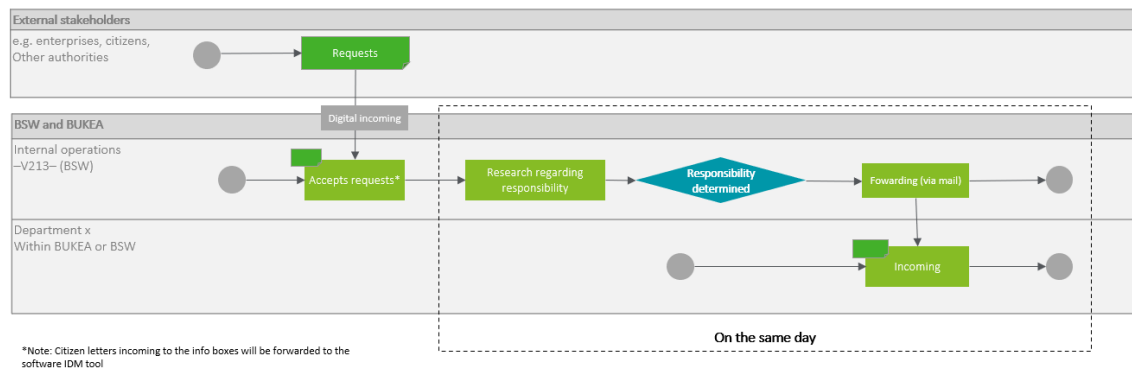 External stakeholders
e.g. enterprises, citizens,
Other authorities
Requests
Digital incoming
BSW and BUKEA
Internal operations
–V213– (BSW)
Accepts requests*
Research regarding
responsibility
Responsibility
determined
Fowarding (via mail)
Department x
Within BUKEA or BSW
Incoming
On the same day
*Note: Citizen letters incoming to the info boxes will be forwarded to the
software IDM tool